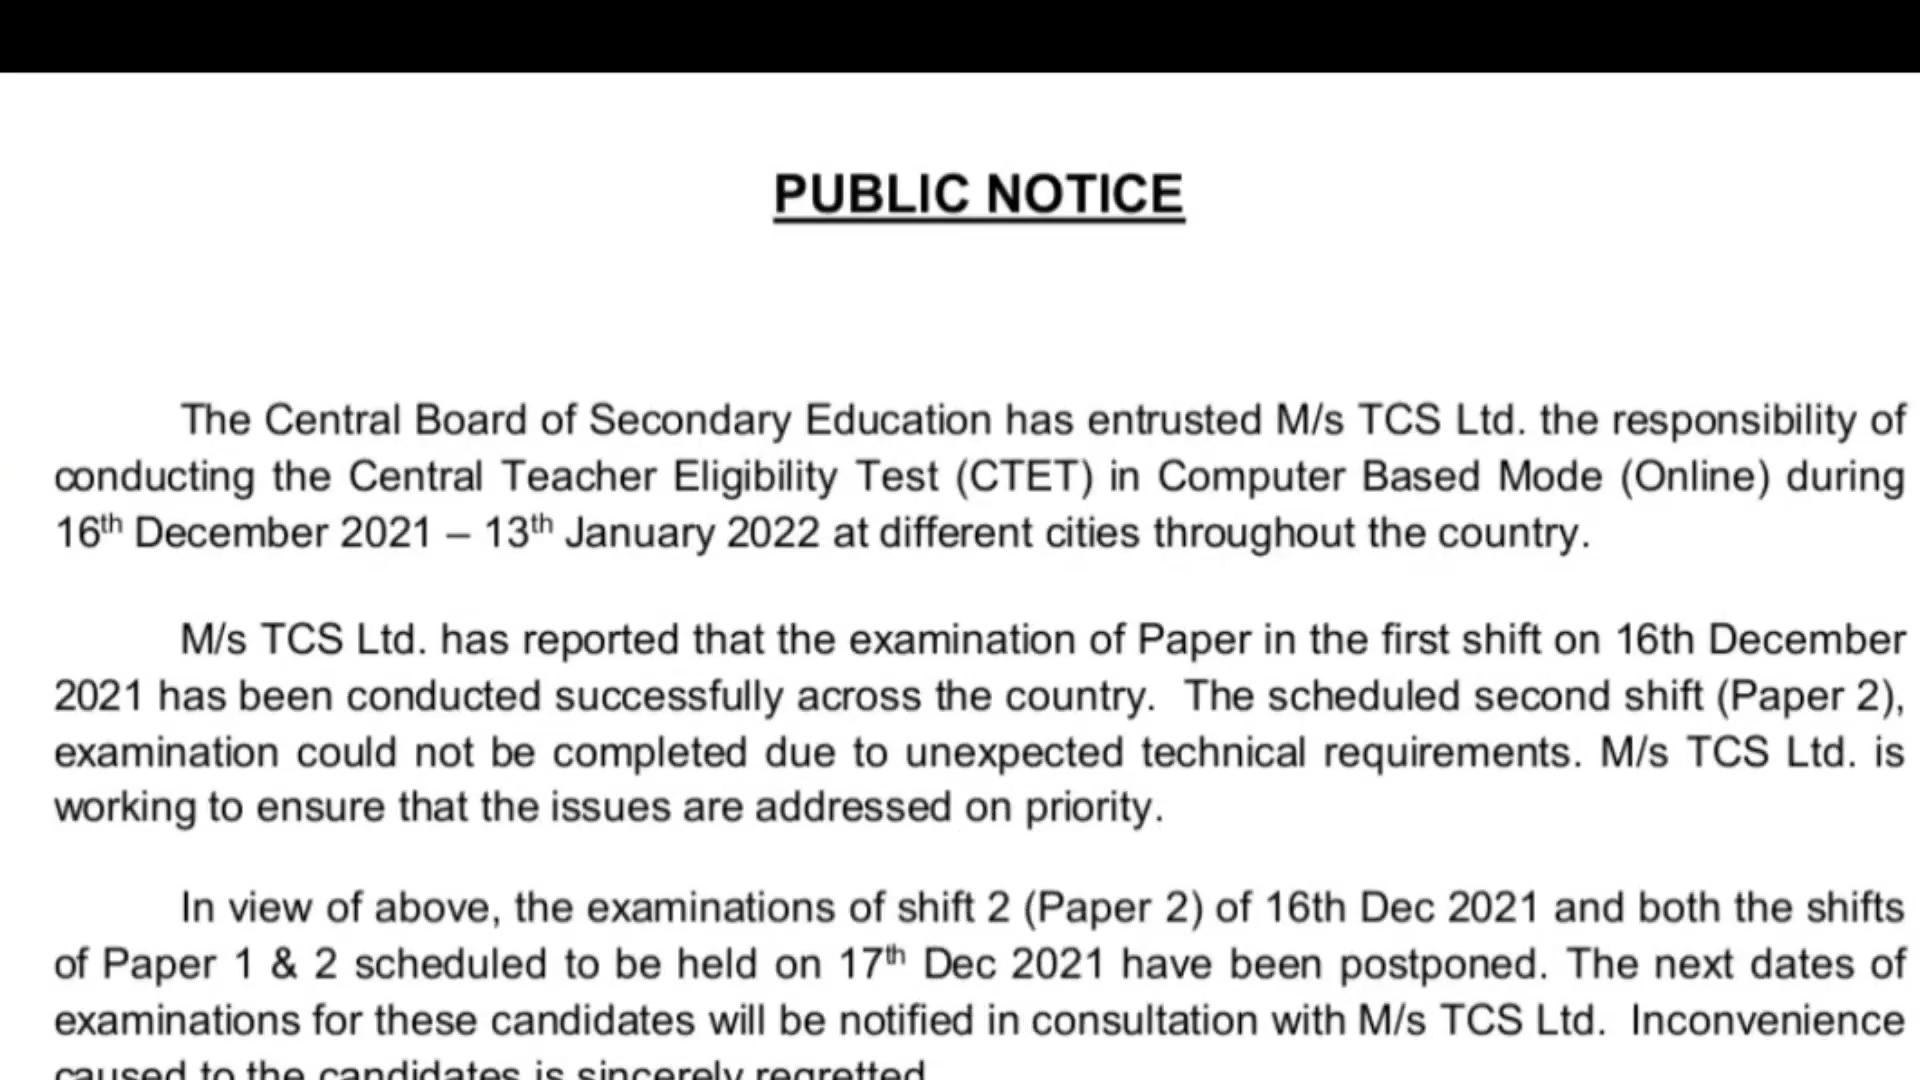 PUBLIC NOTICE
The Central Board of Secondary Education has entrusted M/s TCS Ltd. the responsibility of
conducting the Central Teacher Eligibility Test (CTET) in Computer Based Mode (Online) during
16th December 2021 – 13th January 2022 at different cities throughout the country.
M/s TCS Ltd. has reported that the examination of Paper in the first shift on 16th December
2021 has been conducted successfully across the country. The scheduled second shift (Paper 2),
examination could not be completed due to unexpected technical requirements. M/s TCS Ltd. is
working to ensure that the issues are addressed on priority.
In view of above, the examinations of shift 2 (Paper 2) of 16th Dec 2021 and both the shifts
of Paper 1 & 2 scheduled to be held on 17th Dec 2021 have been postponed. The next dates of
examinations for these candidates will be notified in consultation with M/s TCS Ltd. Inconvenience
caused to the candidates is sincerely regretted